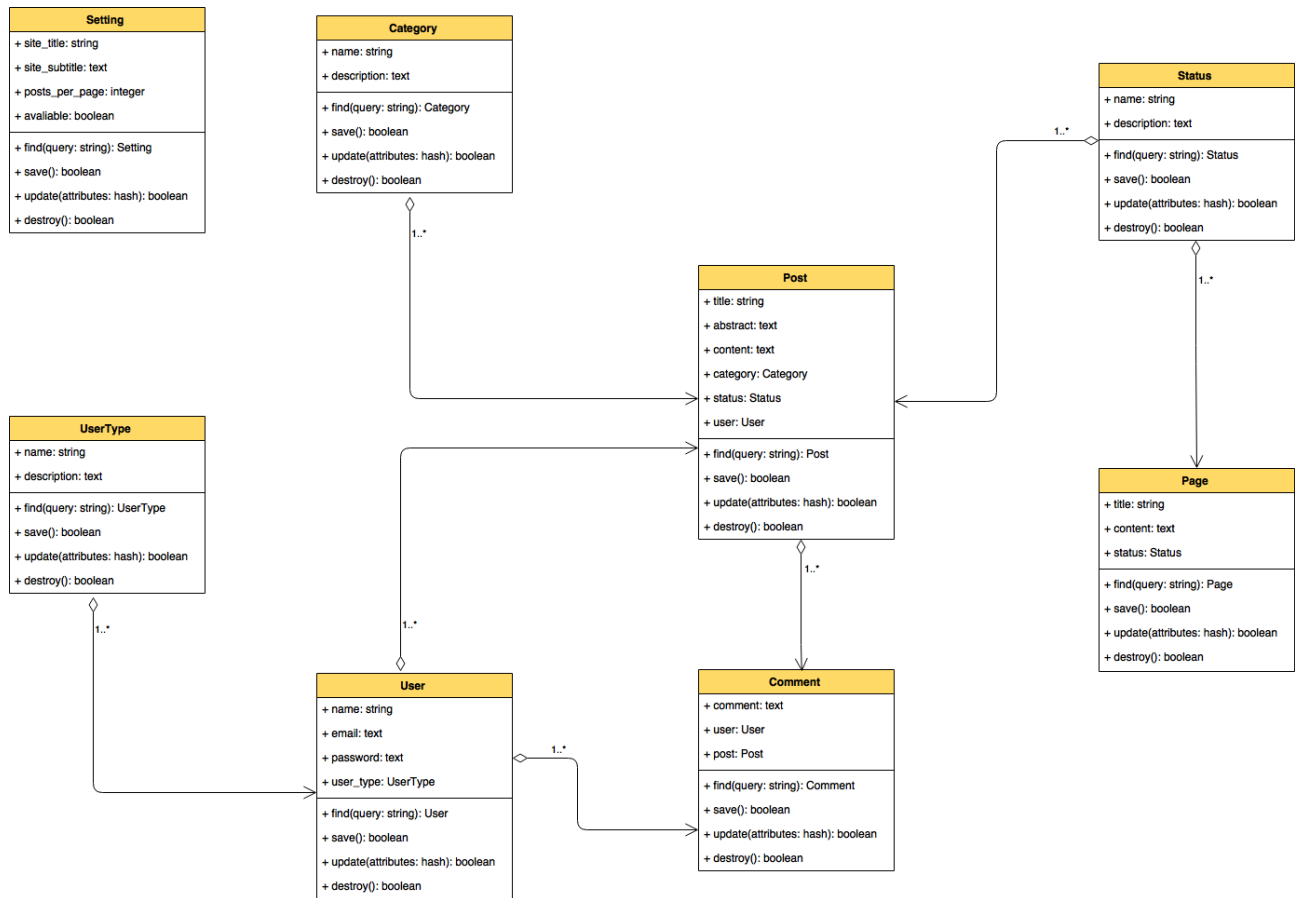 Setting
+ site_title: string
+ site_subtitle: text
+ posts_per_page: integer
+ avaliable: boolean
+ find(query: string): Setting
+ save(): boolean
+ update(attributes: hash): boolean
+ destroy(): boolean
Category
+ name: string
+ description: text
+ find(query: string): Category
+ save(): boolean
+ update(attributes: hash): boolean
+ destroy(): boolean
1..*
Status
+ name: string
+ description: text
+ find(query: string): Status
+ save(): boolean
+ update(attributes: hash): boolean
+ destroy(): boolean
1..*
1..*
Post
+ title: string
+ abstract: text
+ content: text
+ category: Category
+ status: Status
+ user: User
+ find(query: string): Post
+ save(): boolean
+ update(attributes: hash): boolean
+ destroy(): boolean
1..*
UserType
+ name: string
+ description: text
+ find(query: string): UserType
+ save(): boolean
+ update(attributes: hash): boolean
+ destroy(): boolean
1..*
Page
+ title: string
+ content: text
+ status: Status
+ find(query: string): Page
+ save(): boolean
+ update(attributes: hash): boolean
+ destroy(): boolean
1..*
User
+ name: string
+ email: text
+ password: text
+ user_type: UserType
+ find(query: string): User
+ save(): boolean
+ update(attributes: hash): boolean
+ destroy(): boolean
1..*
Comment
+ comment: text
+ user: User
+ post: Post
+ find(query: string): Comment
+ save(): boolean
+ update(attributes: hash): boolean
+ destroy(): boolean